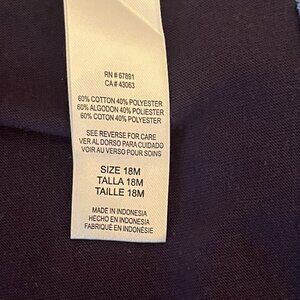 RN # 67891
CA # 43063
60% COTTON 40% POLYESTER
60% ALGODON 40% POLIESTER
60% COTON 40% POLYESTER
SEE REVERSE FOR CARE
VER AL DORSO PARA CUIDADO
VOIR AU VERSO POUR SOINS
SIZE 18M
TALLA 18M
TAILLE 18M
MADE IN INDONESIA
HECHO EN INDONESIA
FABRIQUÉ EN INDONÉSIE